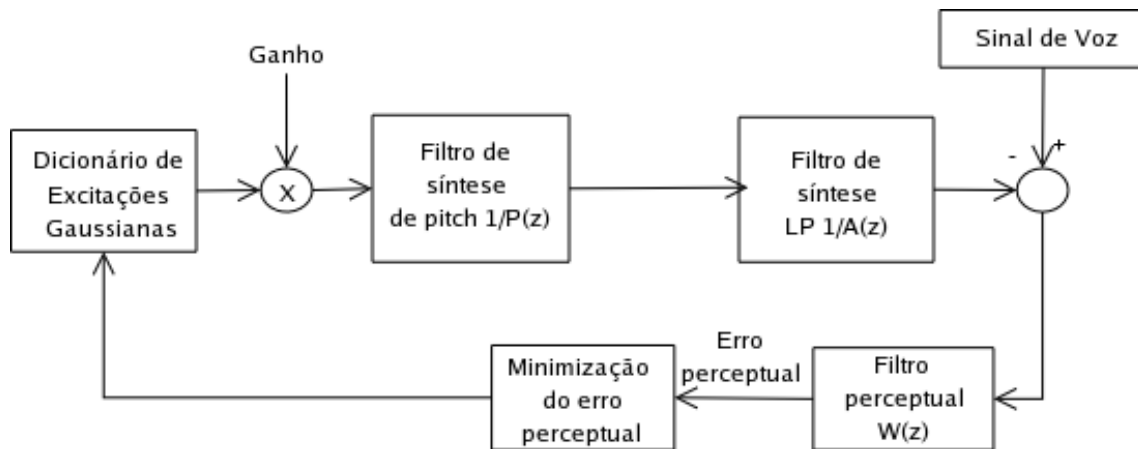 Sinal de Voz
Ganho
Dicionário de
Excitações
Gaussianas
X
Filtro de
síntese
de pitch 1/P(z)
Filtro de
síntese
LP 1/A(z)
- +
Minimização
do erro
perceptual
Erro
perceptual
Filtro
perceptual
W(z)